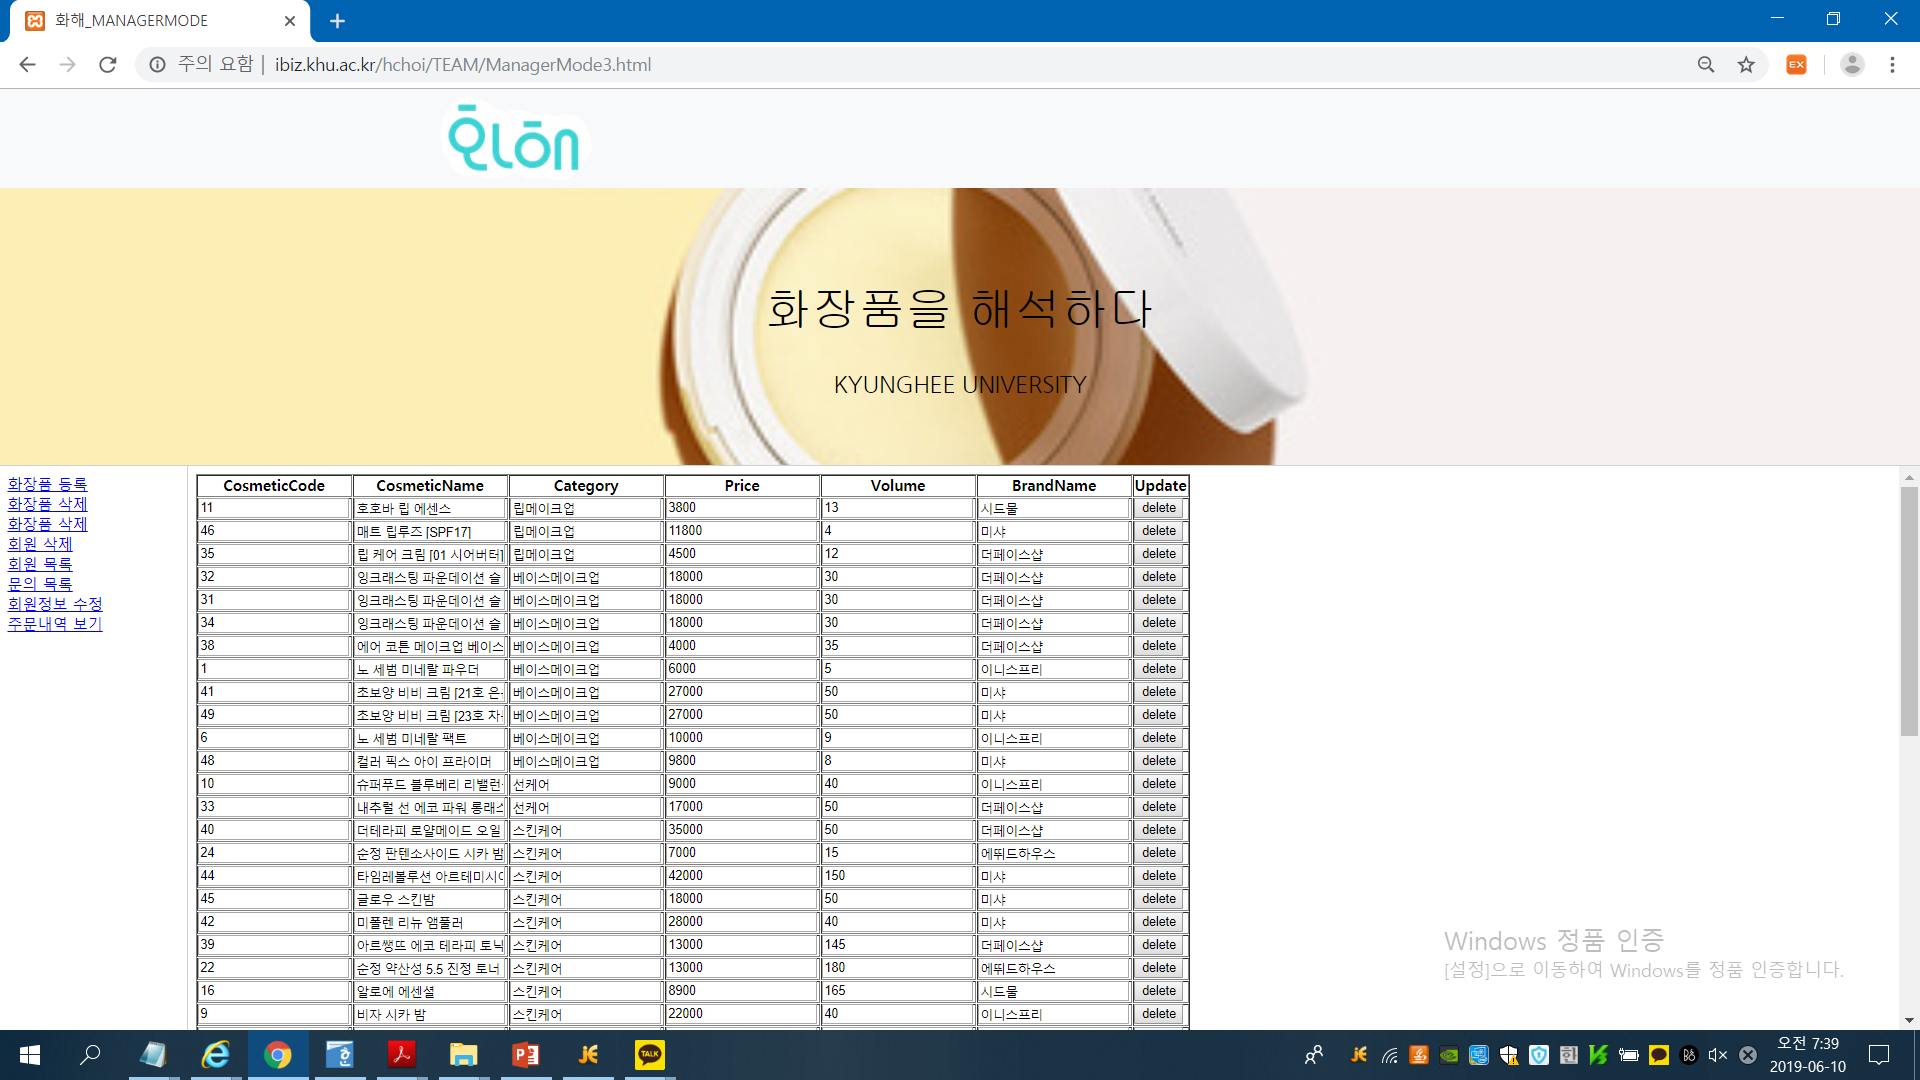 화해_MANAGERMODE
주의 요함 | ibiz.khu.ac.kr/hchoi/TEAM/ManagerMode3.html
EX
화장품을 해석하다
KYUNGHEE UNIVERSITY
화장품 등록
화장품 삭제
화장품 삭제
회원 삭제
회원 목록
문의 목록
회원정보 수정
주문내역 보기
CosmeticCode CosmeticName Category Price Volume BrandName Update
11 호호바 립 에센스 립메이크업 3800 13 시드물 delete
46 매트 립루즈 [SPF17] 립메이크업 11800 4 미샤 delete
35 립 케어 크림 [01 시어버터] 립메이크업 4500 12 더페이스샵 delete
32 잉크래스팅 파운데이션 슬 베이스메이크업 18000 30 더페이스샵 delete
31 잉크래스팅 파운데이션 슬 베이스메이크업 18000 30 더페이스샵 delete
34 잉크래스팅 파운데이션 슬 베이스메이크업 18000 30 더페이스샵 delete
38 에어 코튼 메이크업 베이스 베이스메이크업 4000 35 더페이스샵 delete
1 노 세범 미네랄 파우더 베이스메이크업 6000 5 이니스프리 delete
41 초보양 비비 크림 [21호 베이스메이크업 27000 50 미샤 delete
49 초보양 비비 크림 [23호 베이스메이크업 27000 50 미샤 delete
6 노 세범 미네랄 팩트 베이스메이크업 10000 9 이니스프리 delete
48 컬러 픽스 아이 프라이머 베이스메이크업 9800 8 미샤 delete
10 슈퍼푸드 블루베리 선케어 9000 40 이니스프리 delete
33 내추럴 선 에코 파워 선케어 17000 50 더페이스샵 delete
40 더테라피 로얄메이드 오일 스킨케어 35000 50 더페이스샵 delete
24 순정 판텐소사이드 시카 밤 스킨케어 7000 15 에뛰드하우스 delete
44 타임레볼루션 스킨케어 42000 150 미샤 delete
45 글로우 스킨밤 스킨케어 18000 50 미샤 delete
42 미폴렌 리뉴 앰플러 스킨케어 28000 40 미샤 delete
39 아르쌩뜨 에코 테라피 토닉 스킨케어 13000 145 더페이스샵 delete
22 순정 약산성 5.5 진정 토너 스킨케어 13000 180 에뛰드하우스 delete
16 알로에 에센셜 스킨케어 8900 165 시드물 delete
9 비자 시카 밤 스킨케어 22000 40 이니스프리 delete
Windows 정품 인증
[설정]으로 이동하여 Windows를 정품 인증합니다.
TALK
오전 7:39
2019-06-10